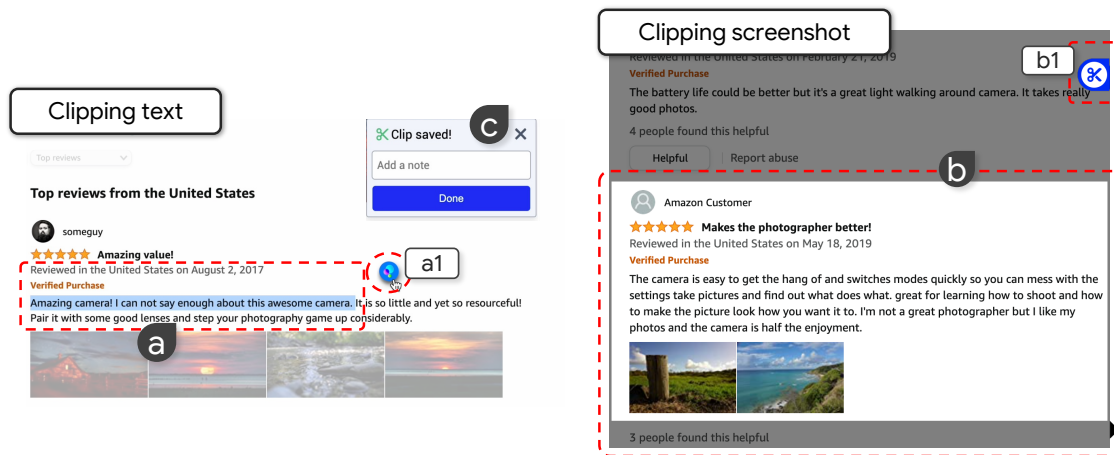 Clipping text
Top reviews
Top reviews from the United States
someguy
Amazing value!
Reviewed in the United States on August 2, 2017
Verified Purchase
Amazing camera! I can not say enough about this awesome camera. It is so little and yet so resourceful!
Pair it with some good lenses and step your photography game up considerably.
a
a1
c
Clip saved!
Add a note
Done
Clipping screenshot
Reviewed in the United States on February 21, 2019
b1
Verified Purchase
The battery life could be better but it's a great light walking around camera. It takes really
good photos.
4 people found this helpful
Helpful
Report abuse
b
Amazon Customer
Makes the photographer better!
Reviewed in the United States on May 18, 2019
Verified Purchase
The camera is easy to get the hang of and switches modes quickly so you can mess with the
settings take pictures and find out what does what. great for learning how to shoot and how
to make the picture look how you want it to. I'm not a great photographer but I like my
photos and the camera is half the enjoyment.
3 people found this helpful